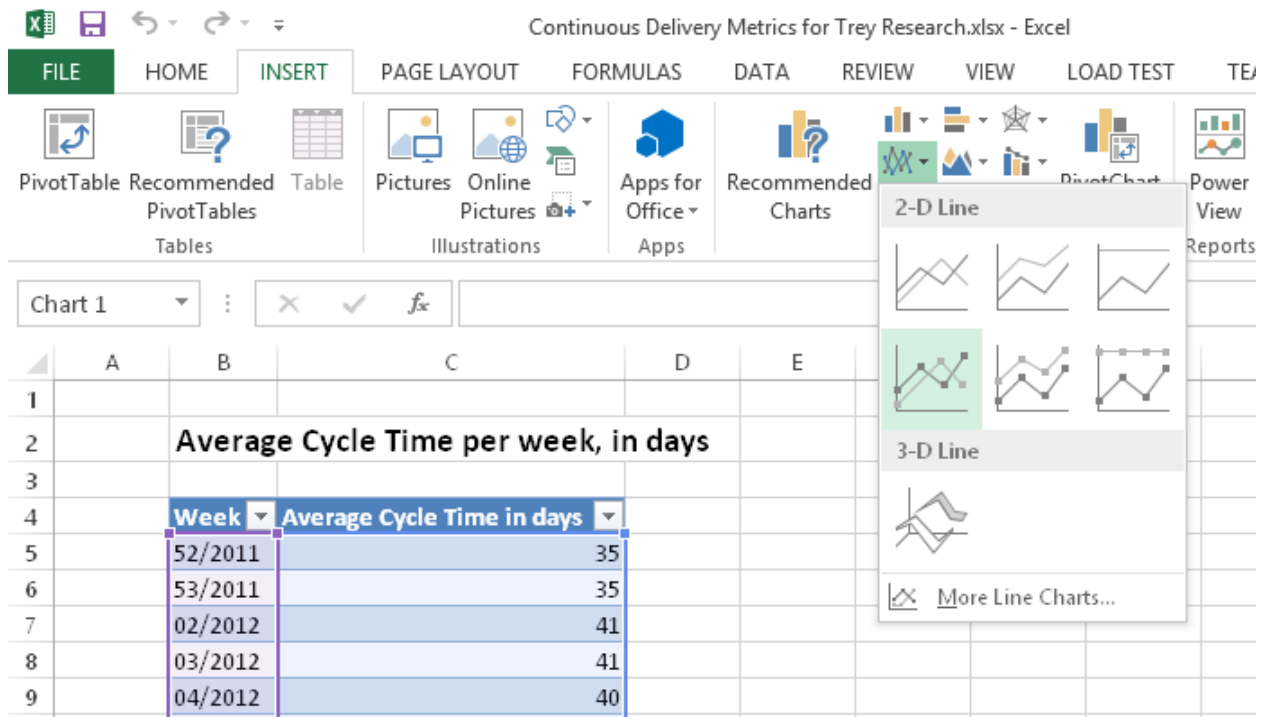 Continuous Delivery Metrics for Trey Research.xlsx - Excel
FILE HOME INSERT PAGE LAYOUT FORMULAS DATA REVIEW VIEW LOAD TEST
PivotTable Recommended PivotTables Table Pictures Online Pictures Apps for Office Recommended Charts PivotChart Power View
Tables Illustrations Apps Reports
2-D Line
3-D Line
More Line Charts...
Chart 1 fx
A B C D E
1
2 Average Cycle Time per week, in days
3
4 Week Average Cycle Time in days
5 52/2011 35
6 53/2011 35
7 02/2012 41
8 03/2012 41
9 04/2012 40